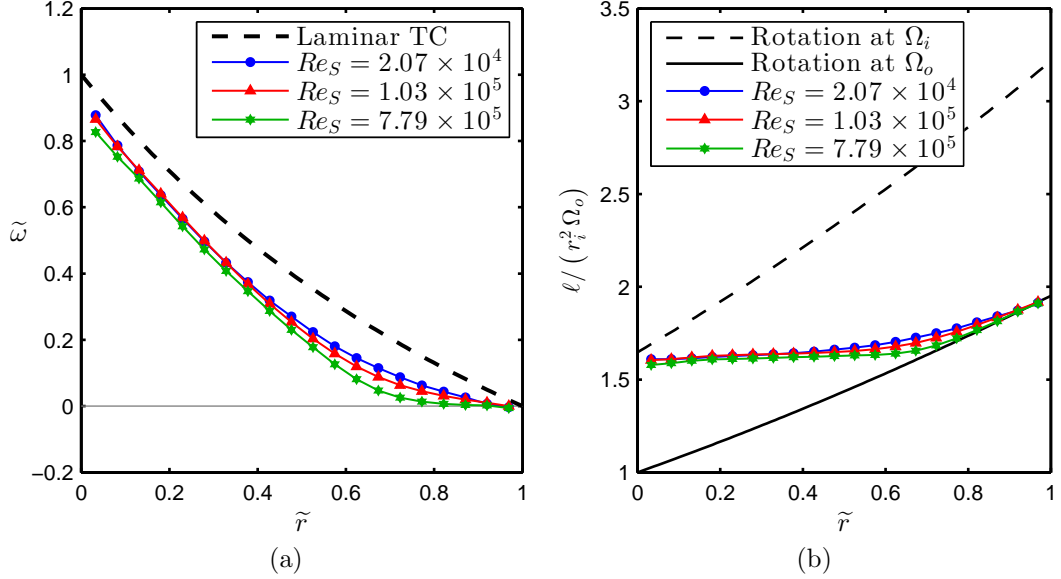 1.2
1
0.8
0.6
0.4
0.2
0
−0.2
ω̃
0 0.2 0.4 0.6 0.8 1
r̃
Laminar TC
Re_S = 2.07 × 10^4
Re_S = 1.03 × 10^5
Re_S = 7.79 × 10^5
(a)
3.5
3
2.5
2
1.5
1
ℓ/(r_i^2 Ω_o)
0 0.2 0.4 0.6 0.8 1
r̃
Rotation at Ω_i
Rotation at Ω_o
Re_S = 2.07 × 10^4
Re_S = 1.03 × 10^5
Re_S = 7.79 × 10^5
(b)